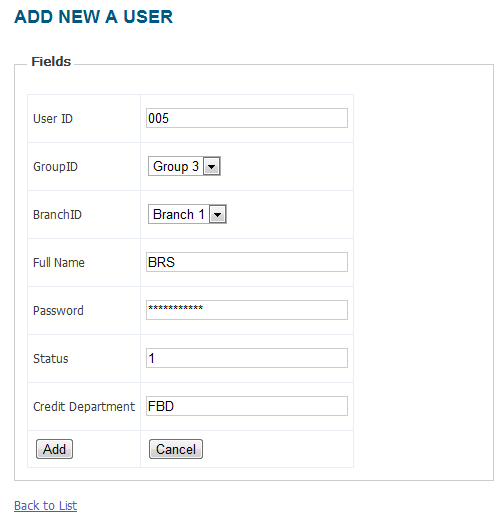 ADD NEW A USER
Fields
User ID 005
GroupID Group 3
BranchID Branch 1
Full Name BRS
Password ***********
Status 1
Credit Department FBD
Add Cancel
Back to List